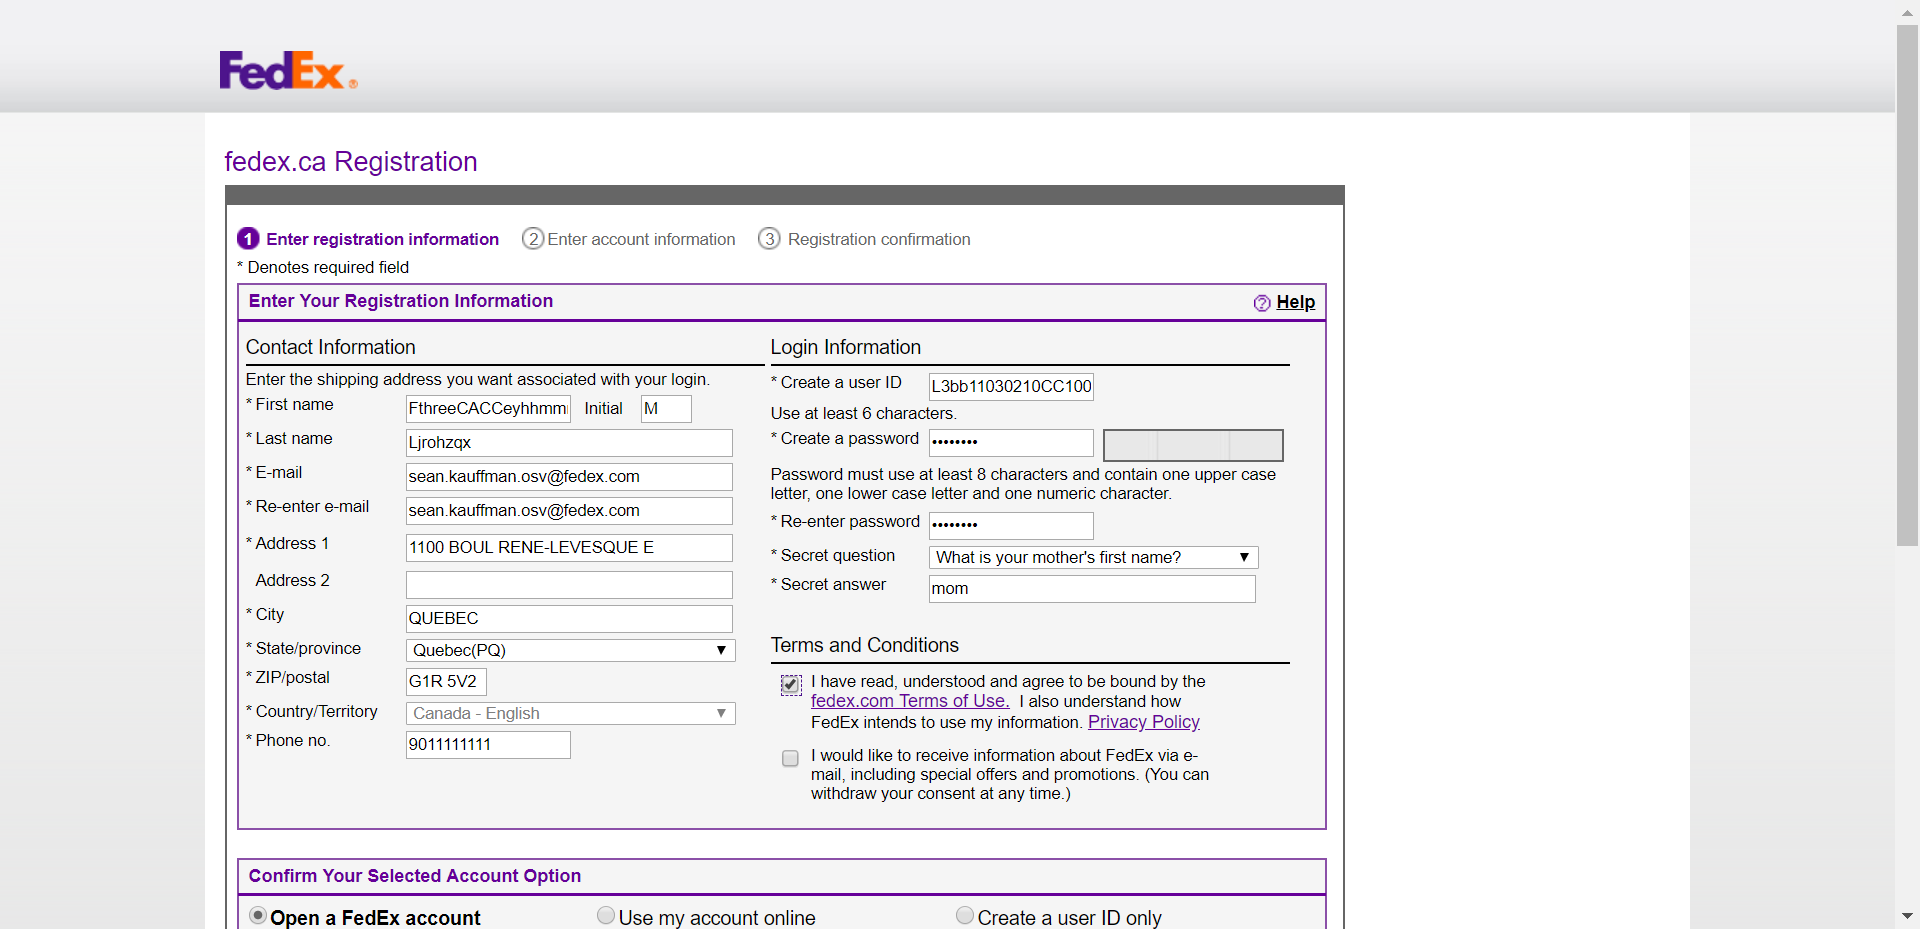 FedEx®
fedex.ca Registration
1 Enter registration information 2 Enter account information 3 Registration confirmation
* Denotes required field
Enter Your Registration Information
? Help
Contact Information
Enter the shipping address you want associated with your login.
* First name FthreeCACCeyhhmm Initial M
* Last name Ljrohzqx
* E-mail sean.kauffman.osv@fedex.com
* Re-enter e-mail sean.kauffman.osv@fedex.com
* Address 1 1100 BOUL RENE-LEVESQUE E
Address 2
* City QUEBEC
* State/province Quebec(PQ)
* ZIP/postal G1R 5V2
* Country/Territory Canada - English
* Phone no. 9011111111
Login Information
* Create a user ID L3bb11030210CC100
Use at least 6 characters.
* Create a password ••••••••
Password must use at least 8 characters and contain one upper case
letter, one lower case letter and one numeric character.
* Re-enter password ••••••••
* Secret question What is your mother's first name?
* Secret answer mom
Terms and Conditions
I have read, understood and agree to be bound by the
fedex.com Terms of Use. I also understand how
FedEx intends to use my information. Privacy Policy
I would like to receive information about FedEx via e-
mail, including special offers and promotions. (You can
withdraw your consent at any time.)
Confirm Your Selected Account Option
Open a FedEx account Use my account online Create a user ID only